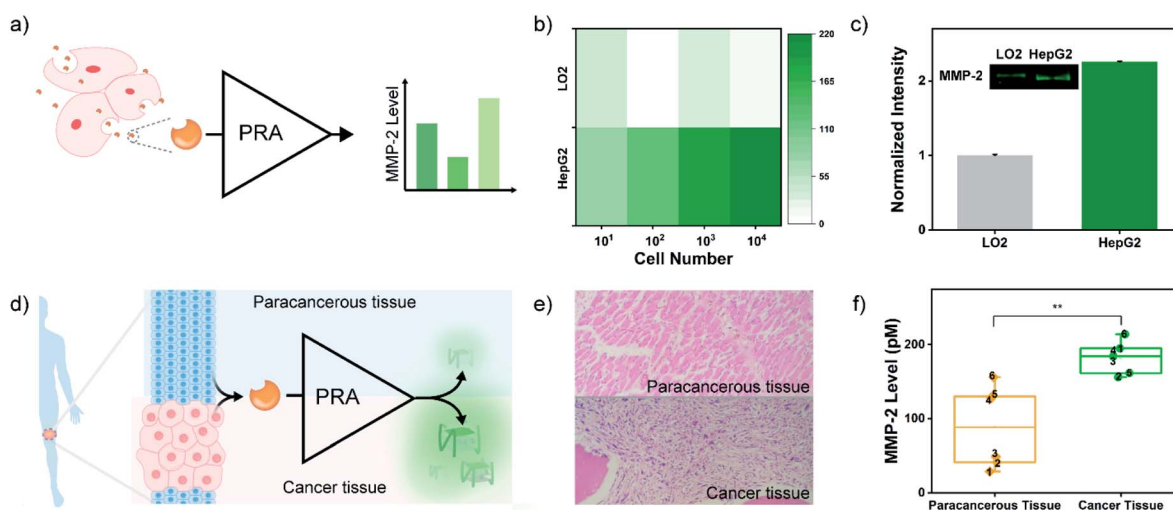 a)
PRA
MMP-2 Level
b)
LO2
HepG2
10¹ 10² 10³ 10⁴
Cell Number
220
165
110
55
0
c)
LO2 HepG2
MMP-2
Normalized Intensity
2
1
0
LO2 HepG2
d)
Paracancerous tissue
PRA
Cancer tissue
e)
Paracancerous tissue
Cancer tissue
f)
MMP-2 Level (pM)
200
100
0
**
6
5
4
3
2
1
6
4
3
2
Paracancerous Tissue Cancer Tissue